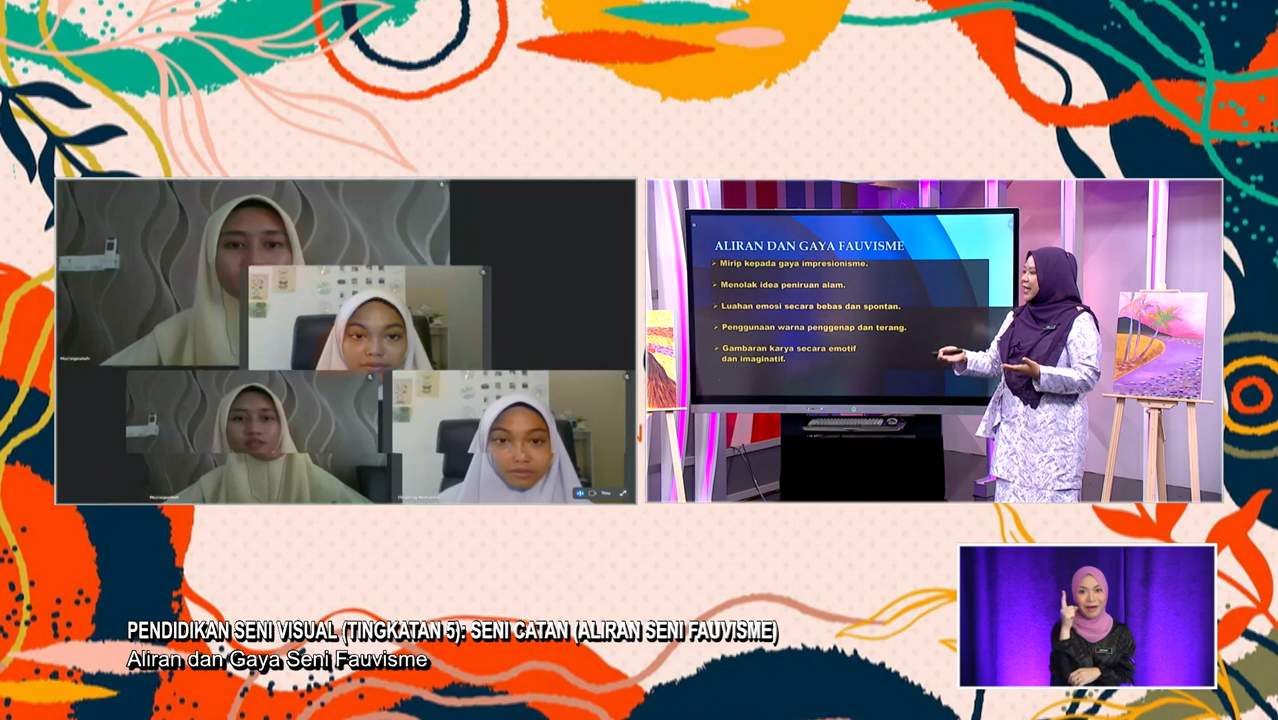 ALIRAN DAN GAYA FAUVISME
➢ Mirip kepada gaya impresionisme.
➢ Menolak idea peniruan alam.
➢ Luahan emosi secara bebas dan spontan.
➢ Penggunaan warna penggenap dan terang.
➢ Gambaran karya secara emotif
dan imaginatif.
You
PENDIDIKAN SENI VISUAL (TINGKATAN 5): SENI CATAN (ALIRAN SENI FAUVISME)
Aliran dan Gaya Seni Fauvisme